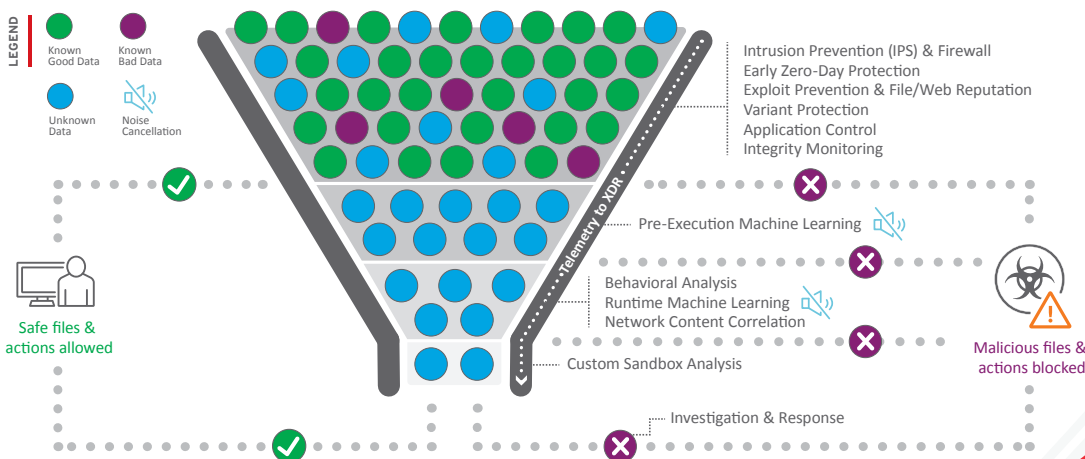 LEGEND
Known
Good Data
Known
Bad Data
Unknown
Data
Noise
Cancellation
Intrusion Prevention (IPS) & Firewall
Early Zero-Day Protection
Exploit Prevention & File/Web Reputation
Variant Protection
Application Control
Integrity Monitoring
Telemetry to XDR
Pre-Execution Machine Learning
Behavioral Analysis
Runtime Machine Learning
Network Content Correlation
Custom Sandbox Analysis
Safe files &
actions allowed
Malicious files &
actions blocked
Investigation & Response